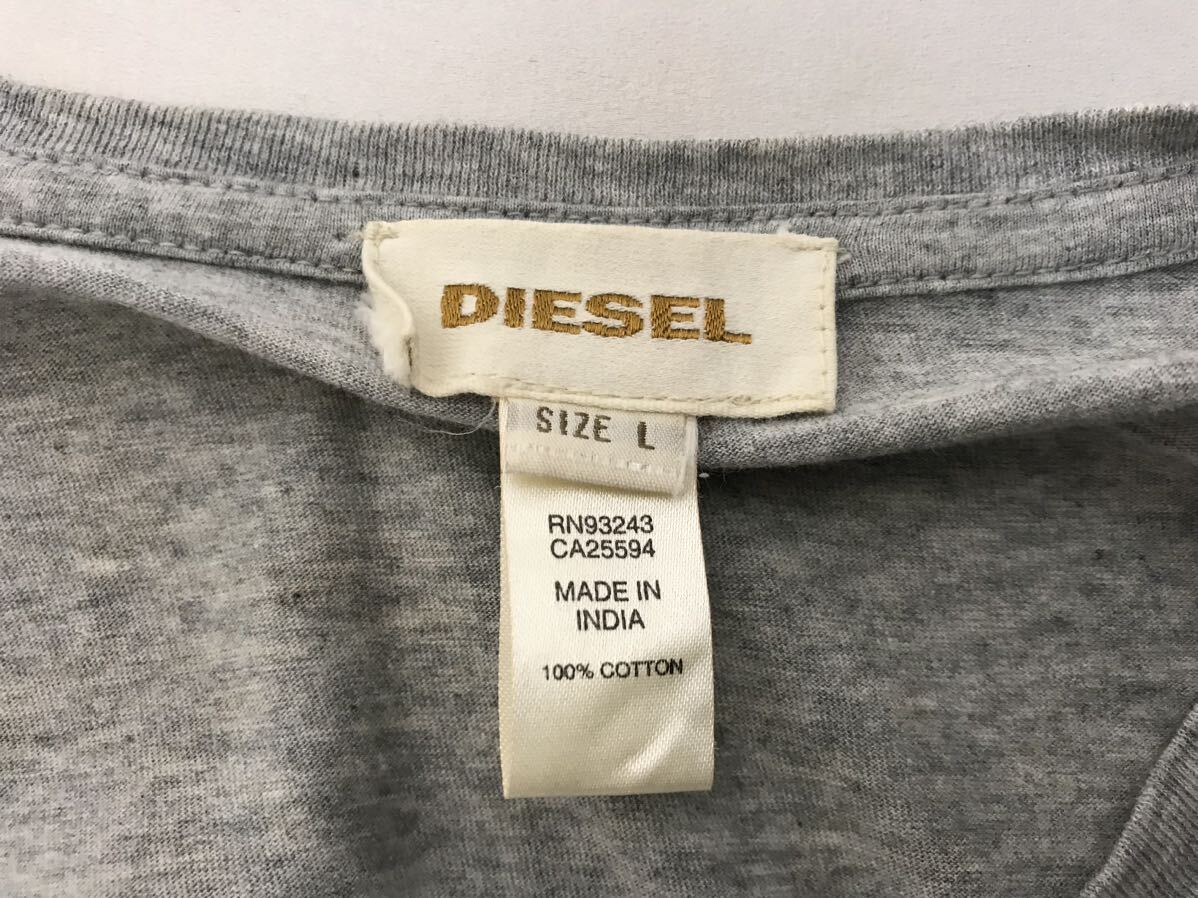 DIESEL
SIZE L
RN93243
CA25594
MADE IN
INDIA
100% COTTON